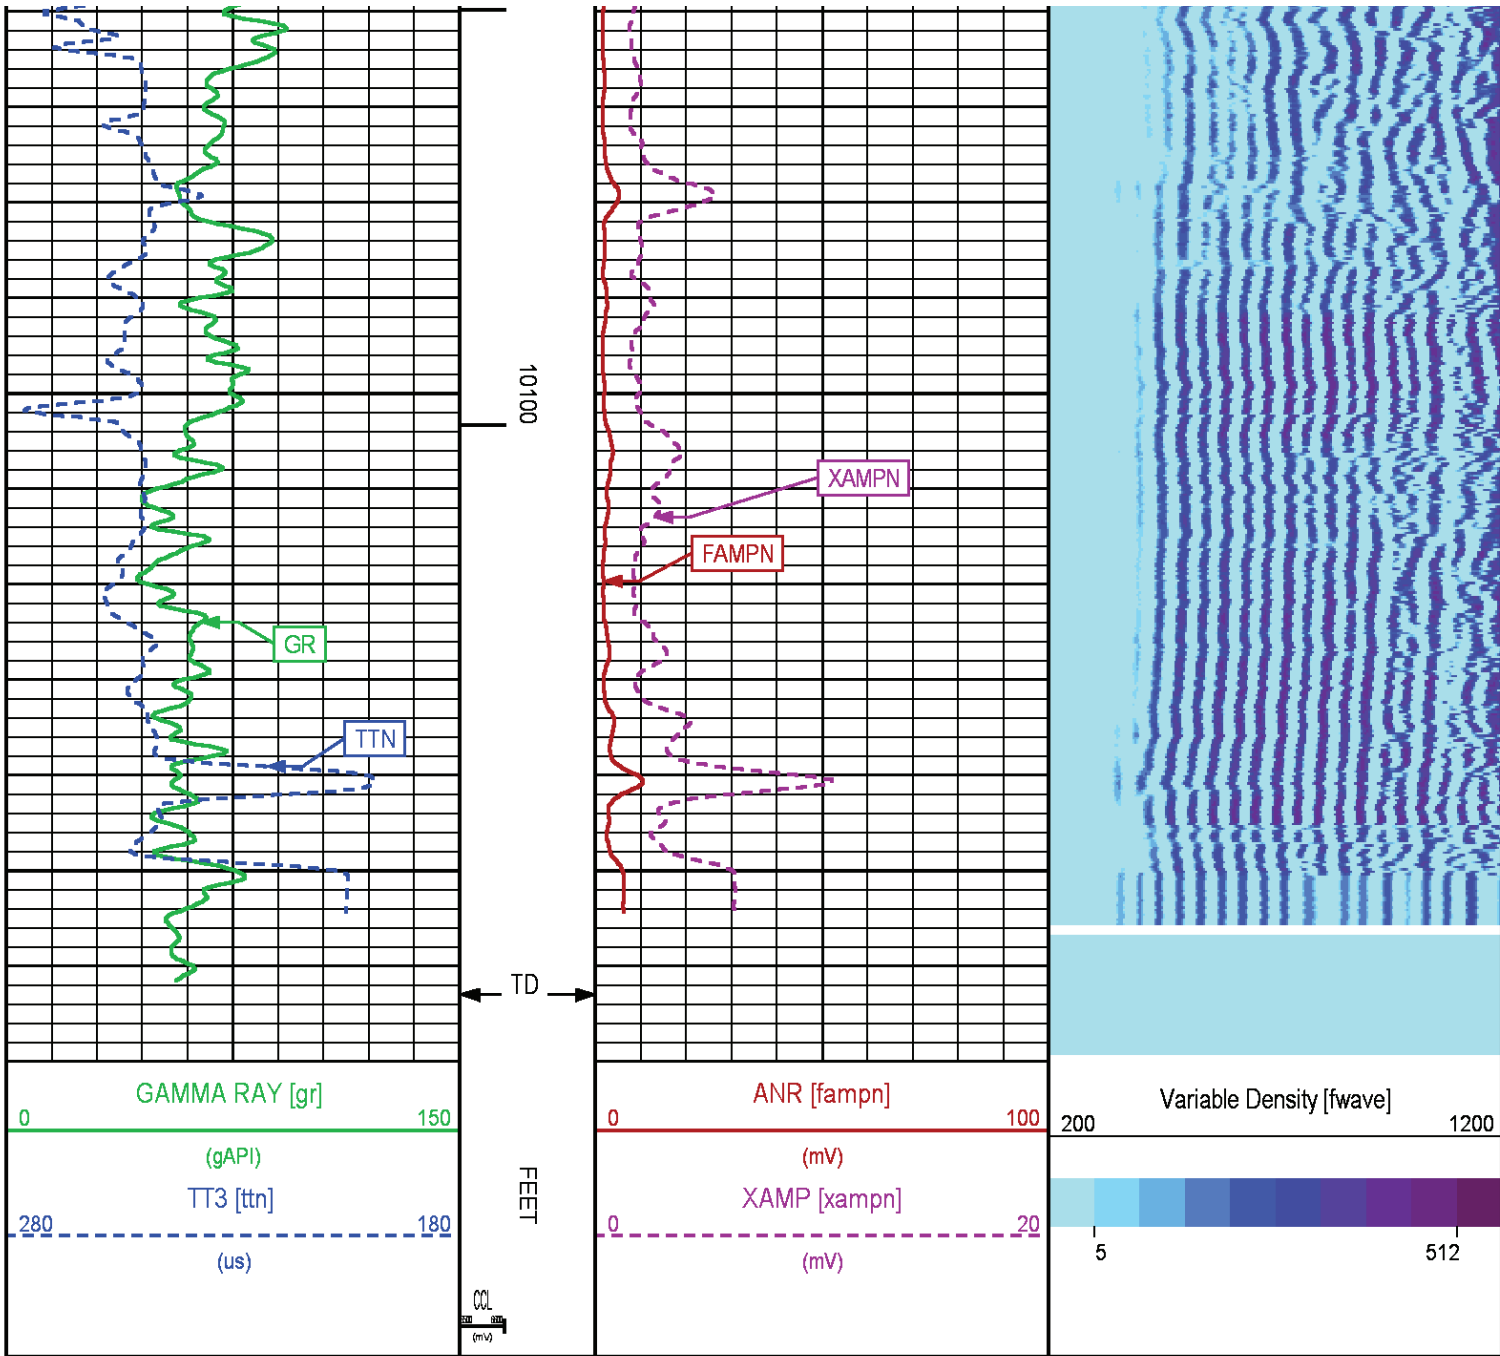 10100
XAMPN
FAMPN
GR
TTN
TD
GAMMA RAY [gr]
0 150
(gAPI)
TT3 [ttn]
280 180
(us)
FEET
CCL
(mV)
ANR [fampn]
0 100
(mV)
XAMP [xampn]
0 20
(mV)
Variable Density [fwave]
200 1200
5 512